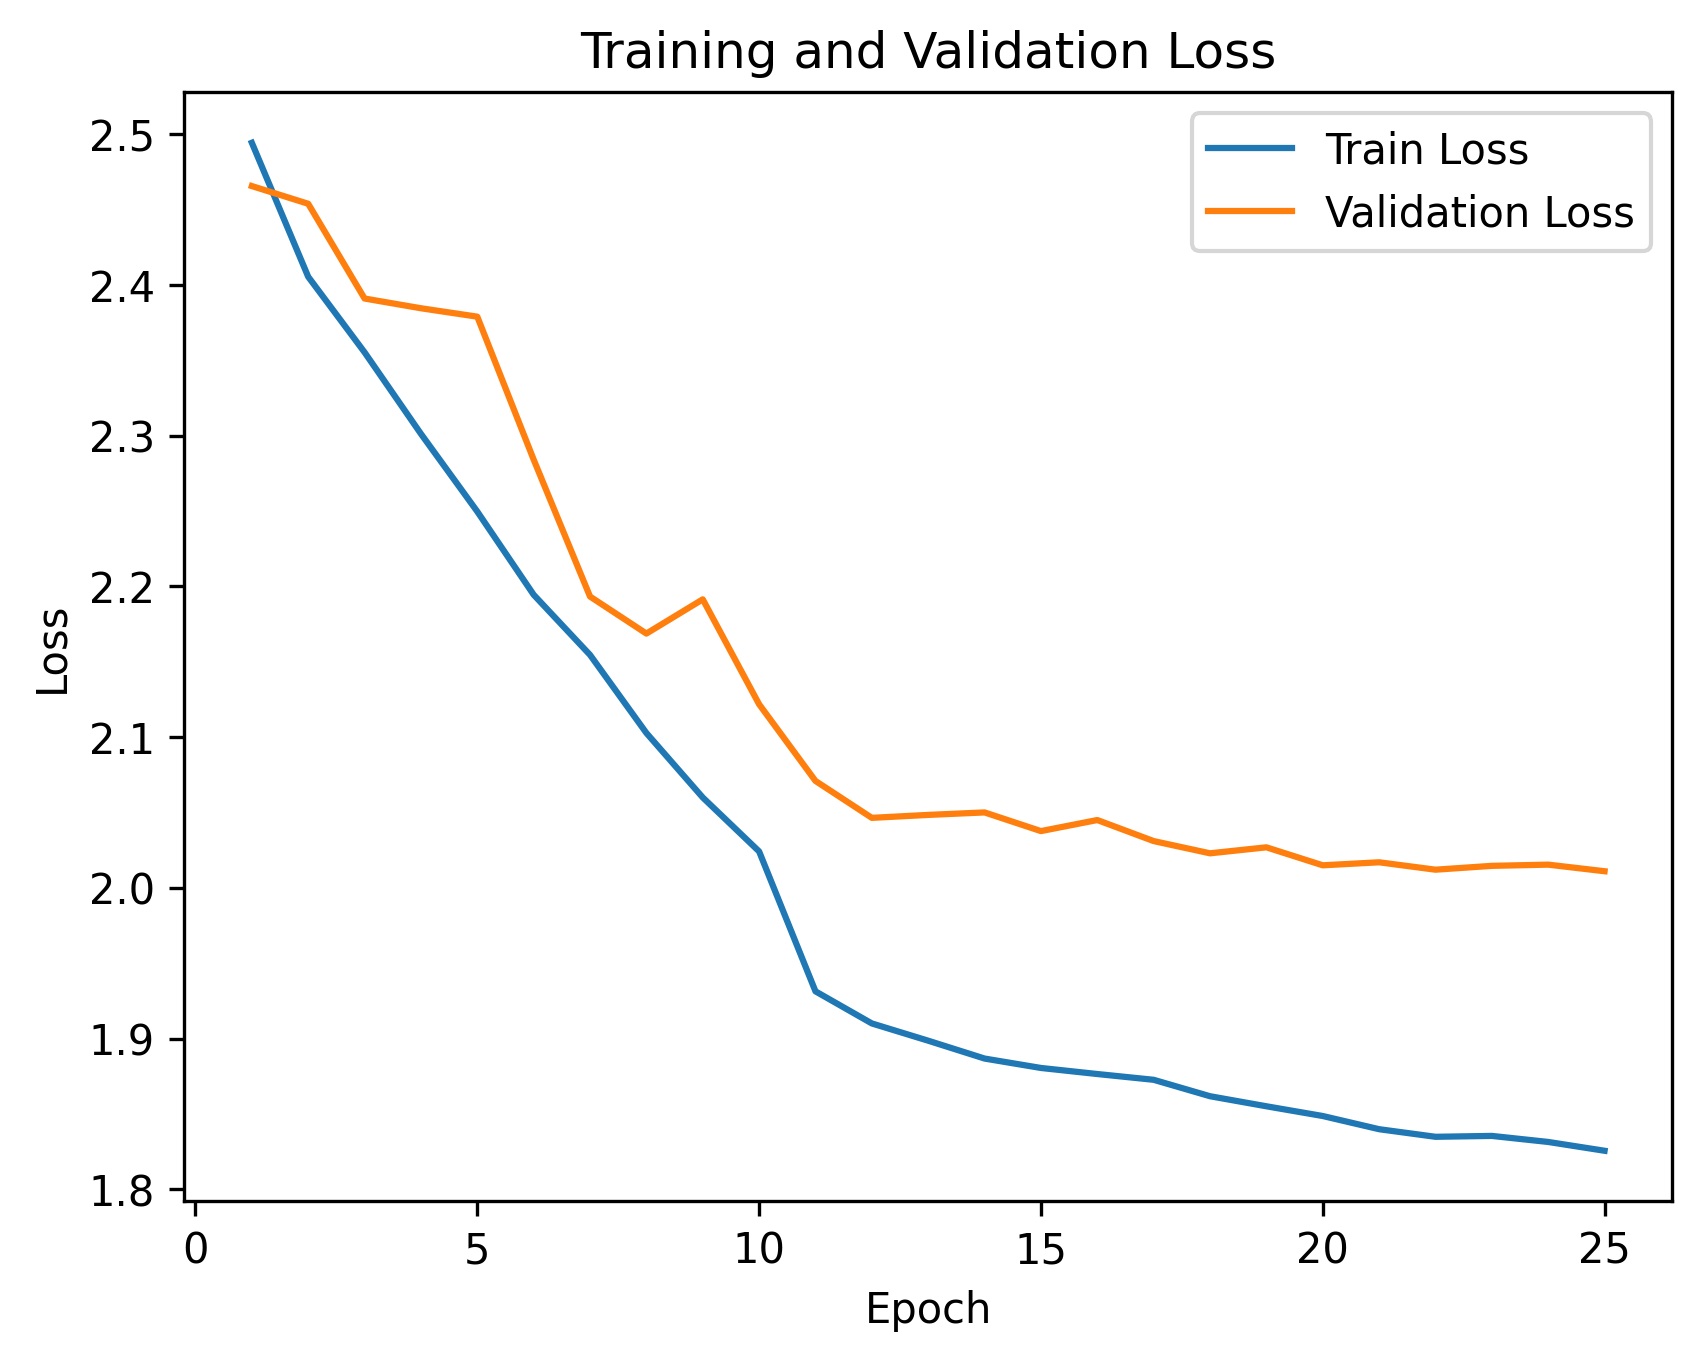 Training and Validation Loss
Train Loss
Validation Loss
2.5
2.4
2.3
2.2
2.1
2.0
1.9
1.8
Loss
0 5 10 15 20 25
Epoch